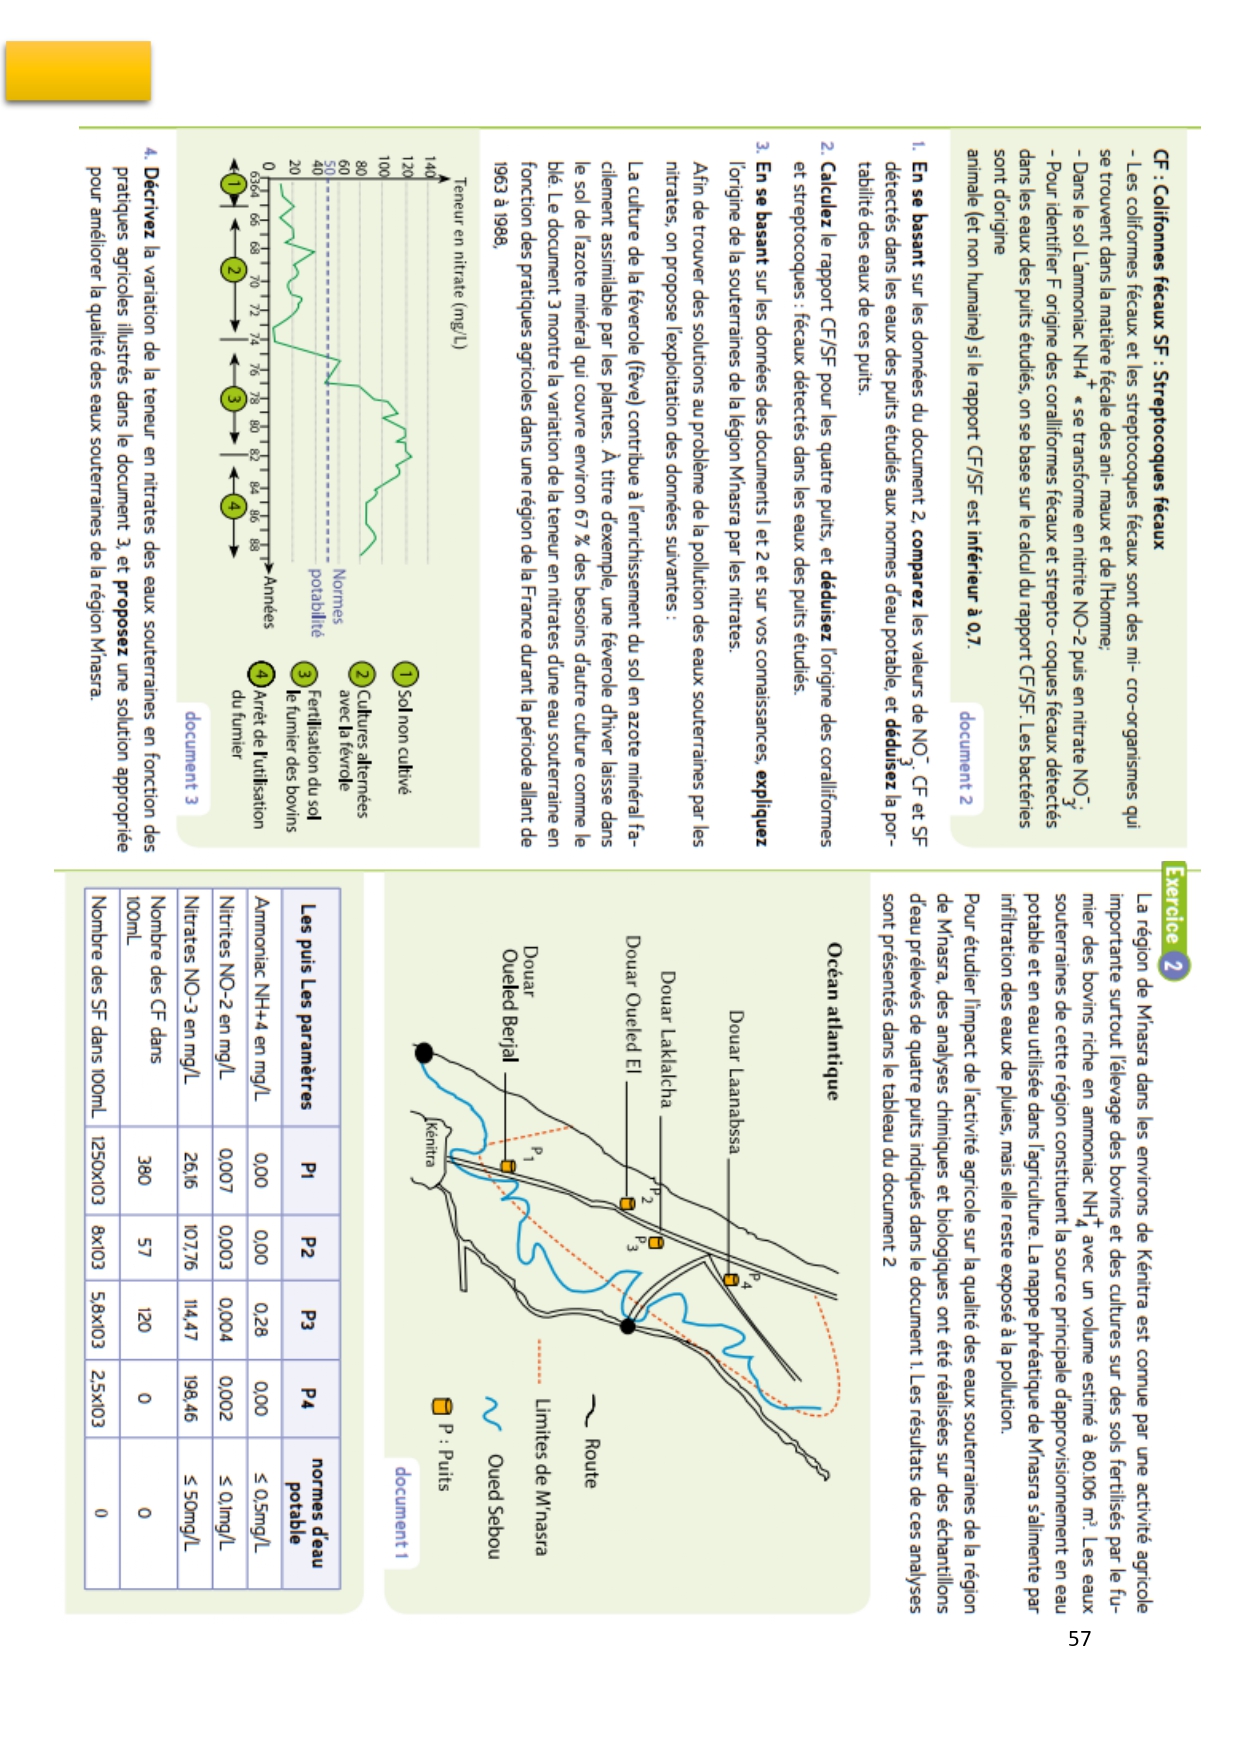 Exercice 2
La région de M'nasra dans les environs de Kénitra est connue par une activité agricole
importante surtout l'élevage des bovins et des cultures sur des sols fertilisés par le fu-
mier des bovins riche en ammoniac NH4+ avec un volume estimé à 80.106 m³. Les eaux
souterraines de cette région constituent la source principale d'approvisionnement en eau
potable et en eau utilisée dans l'agriculture. La nappe phréatique de M'nasra s'alimente par
infiltration des eaux de pluies, mais elle reste exposé à la pollution.
Pour étudier l'impact de l'activité agricole sur la qualité des eaux souterraines de la région
de M'nasra, des analyses chimiques et biologiques ont été réalisées sur des échantillons
d'eau prélevés de quatre puits indiqués dans le document 1. Les résultats de ces analyses
sont présentés dans le tableau du document 2
Océan atlantique
Douar Laanabssa
Douar Laklalcha
Douar Oueled El
Douar
Oueled Berjal
P1
P2
P3
P4
Kénitra
Route
Limites de M'nasra
Oued Sebou
P : Puits
document 1
Les puis Les paramètres P1 P2 P3 P4 normes d'eau potable
Ammoniac NH+4 en mg/L 0,00 0,00 0,28 0,00 ≤ 0,5mg/L
Nitrites NO-2 en mg/L 0,007 0,003 0,004 0,002 ≤ 0,1mg/L
Nitrates NO-3 en mg/L 26,16 107,76 114,47 198,46 ≤ 50mg/L
Nombre des CF dans 100mL 380 57 120 0 0
Nombre des SF dans 100mL 1250x103 8x103 5,8x103 2,5x103 0
CF : Colifonnes fécaux SF : Streptocoques fécaux
- Les coliformes fécaux et les streptocoques fécaux sont des mi- cro-organismes qui
se trouvent dans la matière fécale des ani- maux et de l'Homme;
- Dans le sol L'ammoniac NH4+ « se transforme en nitrite NO-2 puis en nitrate NO3-;
- Pour identifier F origine des coralliformes fécaux et strepto- coques fécaux détectés
dans les eaux des puits étudiés, on se base sur le calcul du rapport CF/SF. Les bactéries
sont d'origine
animale (et non humaine) si le rapport CF/SF est inférieur à 0,7.
document 2
1. En se basant sur les données du document 2, comparez les valeurs de NO3-. CF et SF
détectés dans les eaux des puits étudiés aux normes d'eau potable, et déduisez la por-
tabilité des eaux de ces puits.
2. Calculez le rapport CF/SF pour les quatre puits, et déduisez l'origine des coralliformes
et streptocoques : fécaux détectés dans les eaux des puits étudiés.
3. En se basant sur les données des documents l et 2 et sur vos connaissances, expliquez
l'origine de la souterraines de la légion M'nasra par les nitrates.
Afin de trouver des solutions au problème de la pollution des eaux souterraines par les
nitrates, on propose l'exploitation des données suivantes :
La culture de la féverole (fève) contribue à l'enrichissement du sol en azote minéral fa-
cilement assimilable par les plantes. À titre d'exemple, une féverole d'hiver laisse dans
le sol de l'azote minéral qui couvre environ 67 % des besoins d'autre culture comme le
blé. Le document 3 montre la variation de la teneur en nitrates d'une eau souterraine en
fonction des pratiques agricoles dans une région de la France durant la période allant de
1963 à 1988,
Teneur en nitrate (mg/L)
140
120
100
80
60
50
40
20
0
6364 66 68 70 72 74 76 78 80 82 84 86 88
Années
Normes
potabilité
1 2 3 4
1 Sol non cultivé
2 Cultures alternées
avec la févrole
3 Fertilisation du sol
le fumier des bovins
4 Arrêt de l'utilisation
du fumier
document 3
4. Décrivez la variation de la teneur en nitrates des eaux souterraines en fonction des
pratiques agricoles illustrés dans le document 3, et proposez une solution appropriée
pour améliorer la qualité des eaux souterraines de la région M'nasra.
57